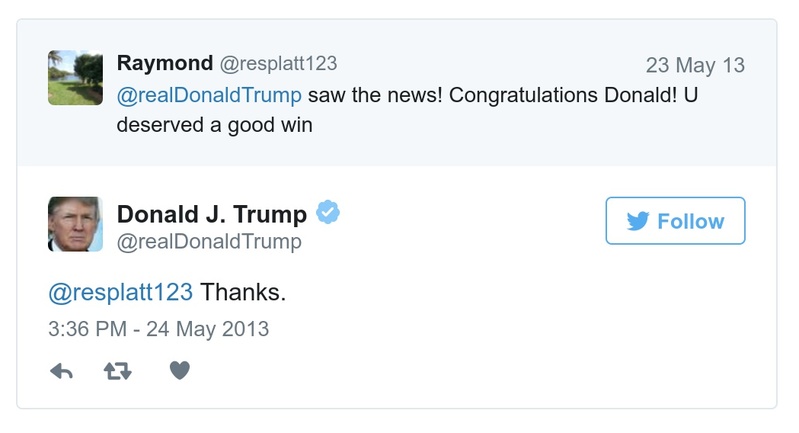 Raymond @resplatt123 23 May 13
@realDonaldTrump saw the news! Congratulations Donald! U
deserved a good win
Donald J. Trump
@realDonaldTrump
Follow
@resplatt123 Thanks.
3:36 PM - 24 May 2013